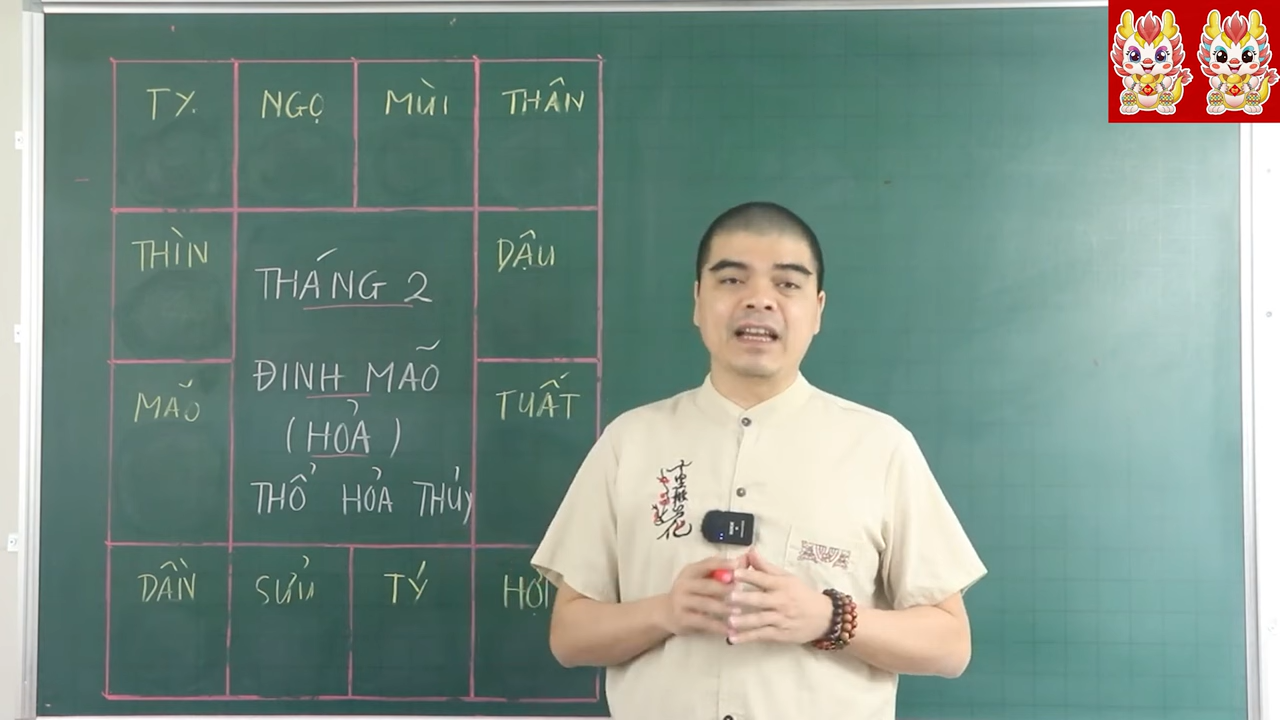 TỴ NGỌ MÙI THÂN
THÌN DẬU
THÁNG 2
ĐINH MÃO
MÃO TUẤT
(HỎA)
THỔ HỎA THỦY
DẦN SỬU TÝ HỢI